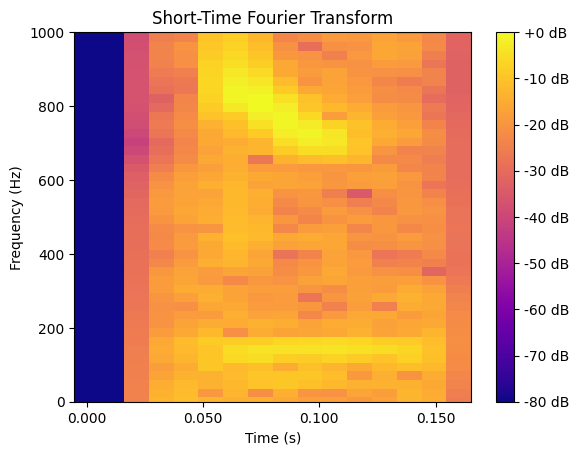 Short-Time Fourier Transform
1000
800
600
400
200
0
Frequency (Hz)
0.000
0.050
0.100
0.150
Time (s)
+0 dB
-10 dB
-20 dB
-30 dB
-40 dB
-50 dB
-60 dB
-70 dB
-80 dB